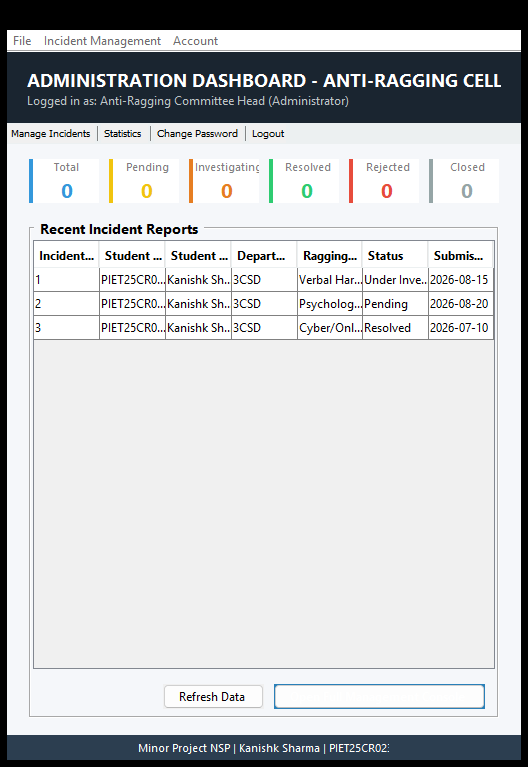 File Incident Management Account
ADMINISTRATION DASHBOARD - ANTI-RAGGING CELL
Logged in as: Anti-Ragging Committee Head (Administrator)
Manage Incidents Statistics Change Password Logout
Total Pending Investigating Resolved Rejected Closed
0 0 0 0 0 0
Recent Incident Reports
Incident... Student ... Student ... Depart... Ragging... Status Submis...
1 PIET25CR0... Kanishk Sh... 3CSD Verbal Har... Under Inve... 2026-08-15
2 PIET25CR0... Kanishk Sh... 3CSD Psycholog... Pending 2026-08-20
3 PIET25CR0... Kanishk Sh... 3CSD Cyber/Onl... Resolved 2026-07-10
Refresh Data
Minor Project NSP | Kanishk Sharma | PIET25CR023